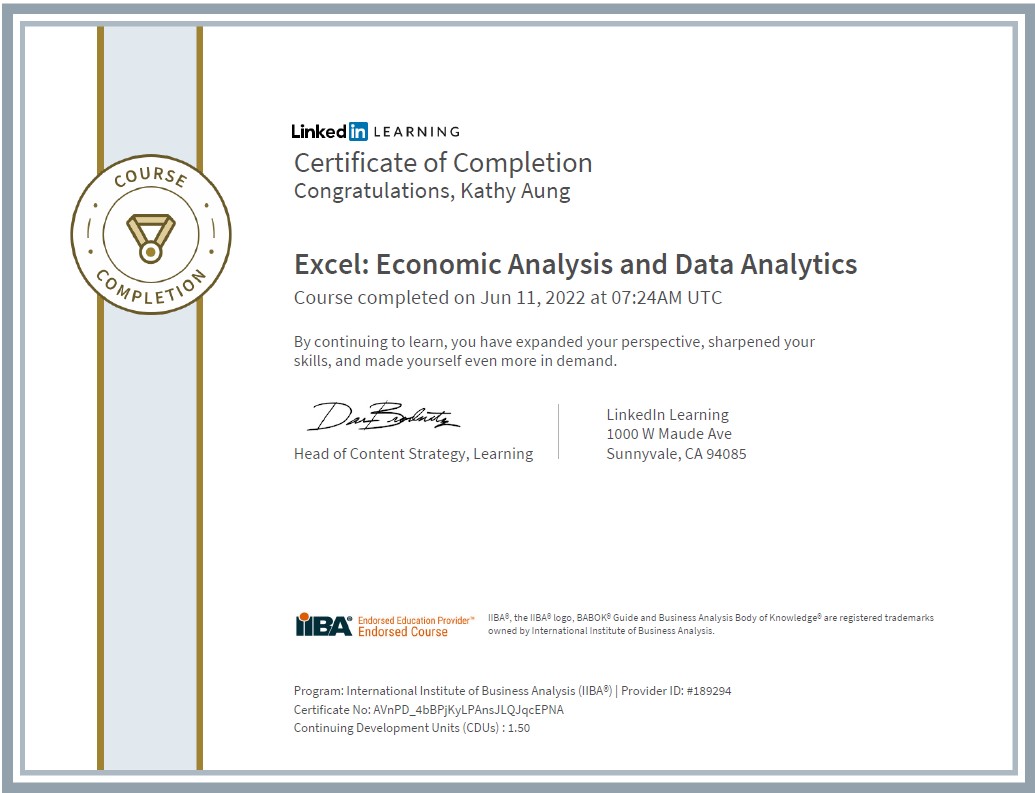 COURSE
COMPLETION
Linked in LEARNING
Certificate of Completion
Congratulations, Kathy Aung
Excel: Economic Analysis and Data Analytics
Course completed on Jun 11, 2022 at 07:24AM UTC
By continuing to learn, you have expanded your perspective, sharpened your
skills, and made yourself even more in demand.
Head of Content Strategy, Learning
LinkedIn Learning
1000 W Maude Ave
Sunnyvale, CA 94085
IIBA® Endorsed Education Provider™
Endorsed Course
IIBA®, the IIBA® logo, BABOK® Guide and Business Analysis Body of Knowledge® are registered trademarks
owned by International Institute of Business Analysis.
Program: International Institute of Business Analysis (IIBA®) | Provider ID: #189294
Certificate No: AVnPD_4bBPjKyLPAnsJLQJqcEPNA
Continuing Development Units (CDUs) : 1.50